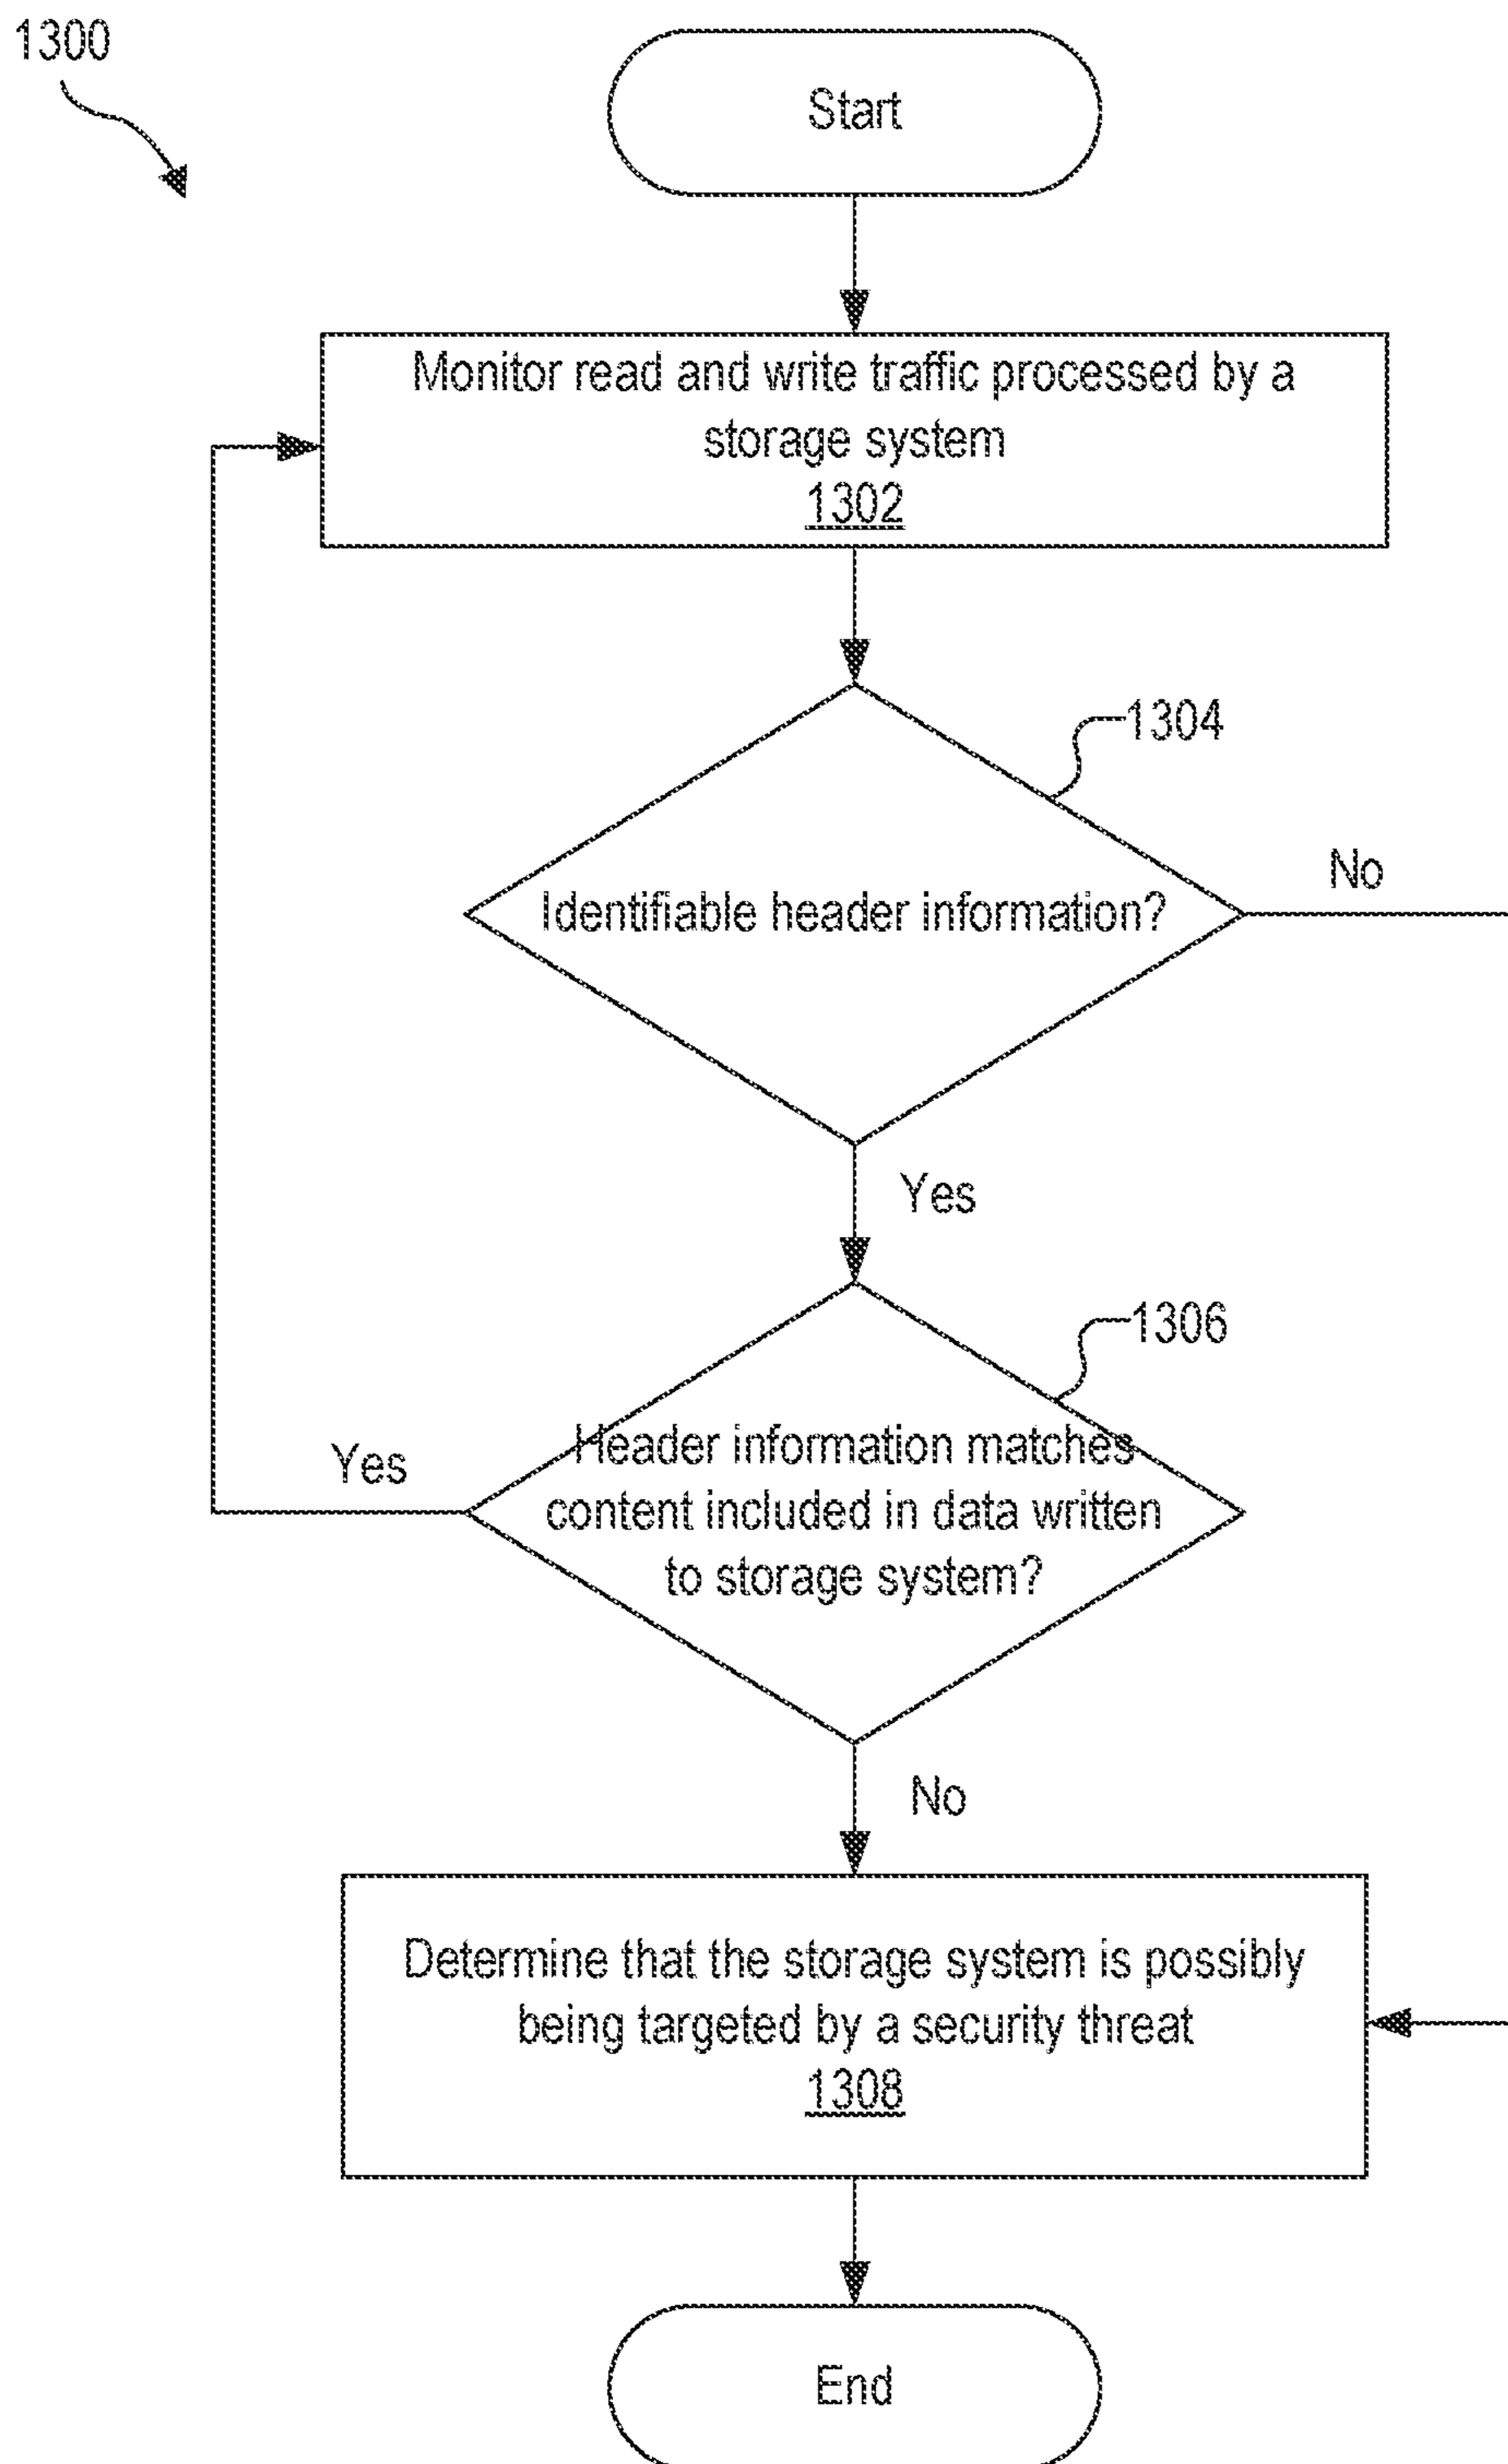 1300
Start
Monitor read and write traffic processed by a
storage system
1302
1304
Identifiable header information?
No
Yes
1306
Header information matches
content included in data written
to storage system?
Yes
No
Determine that the storage system is possibly
being targeted by a security threat
1308
End